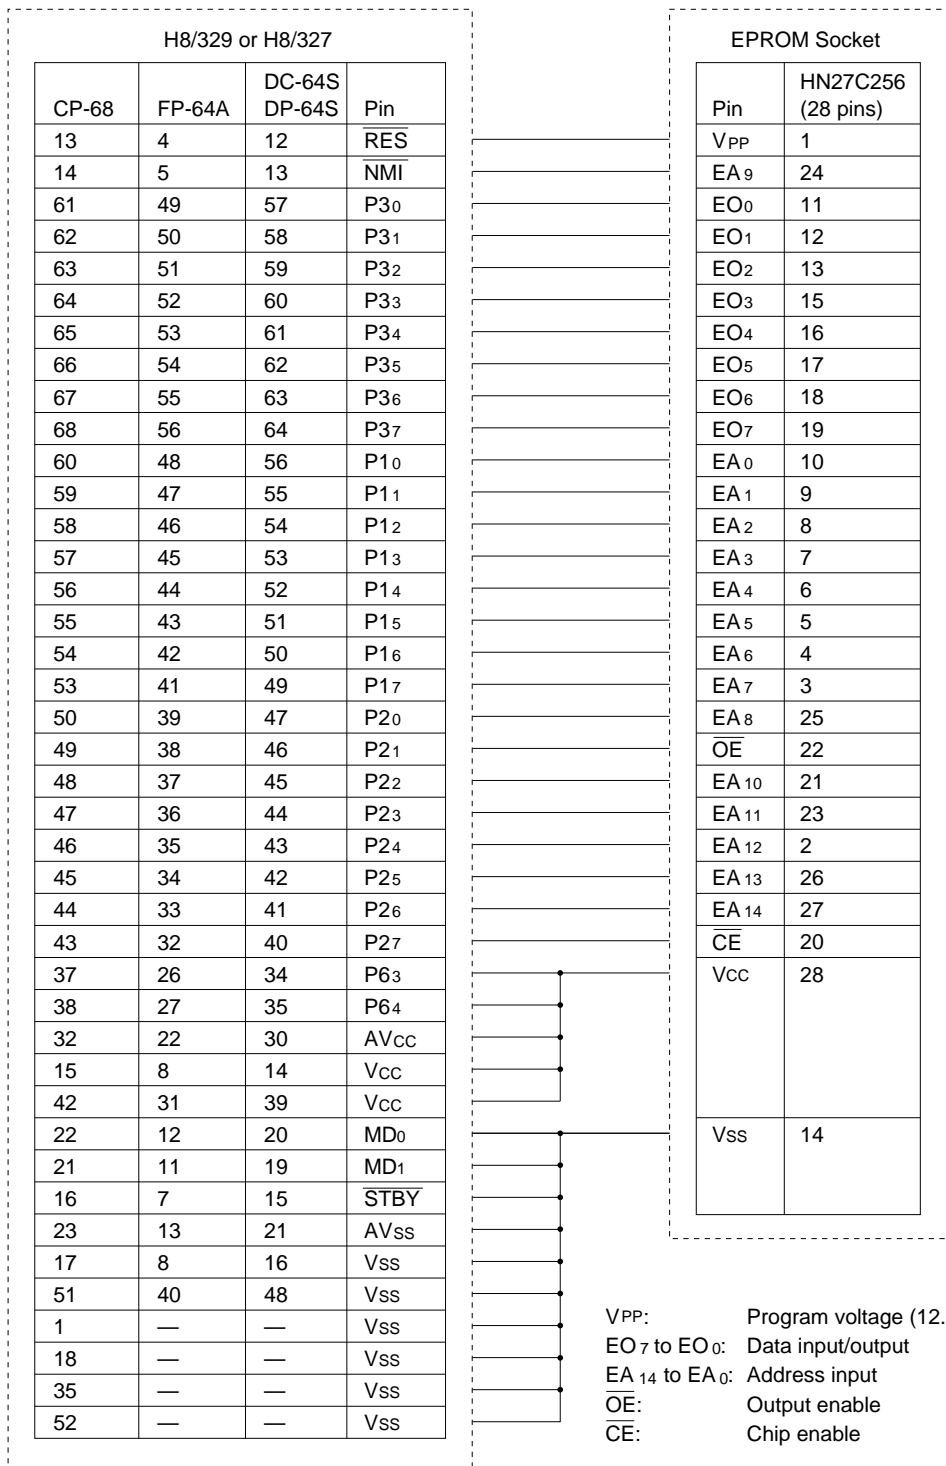 H8/329 or H8/327 EPROM Socket
DC-64S HN27C256
CP-68 FP-64A DP-64S Pin Pin (28 pins)
13 4 12 RES VPP 1
14 5 13 NMI EA9 24
61 49 57 P30 EO0 11
62 50 58 P31 EO1 12
63 51 59 P32 EO2 13
64 52 60 P33 EO3 15
65 53 61 P34 EO4 16
66 54 62 P35 EO5 17
67 55 63 P36 EO6 18
68 56 64 P37 EO7 19
60 48 56 P10 EA0 10
59 47 55 P11 EA1 9
58 46 54 P12 EA2 8
57 45 53 P13 EA3 7
56 44 52 P14 EA4 6
55 43 51 P15 EA5 5
54 42 50 P16 EA6 4
53 41 49 P17 EA7 3
50 39 47 P20 EA8 25
49 38 46 P21 OE 22
48 37 45 P22 EA10 21
47 36 44 P23 EA11 23
46 35 43 P24 EA12 2
45 34 42 P25 EA13 26
44 33 41 P26 EA14 27
43 32 40 P27 CE 20
37 26 34 P63 VCC 28
38 27 35 P64
32 22 30 AVCC
15 8 14 VCC
42 31 39 VCC
22 12 20 MD0 VSS 14
21 11 19 MD1
16 7 15 STBY
23 13 21 AVSS
17 8 16 VSS
51 40 48 VSS
1 — — VSS
18 — — VSS
35 — — VSS
52 — — VSS
VPP: Program voltage (12.
EO7 to EO0: Data input/output
EA14 to EA0: Address input
OE: Output enable
CE: Chip enable